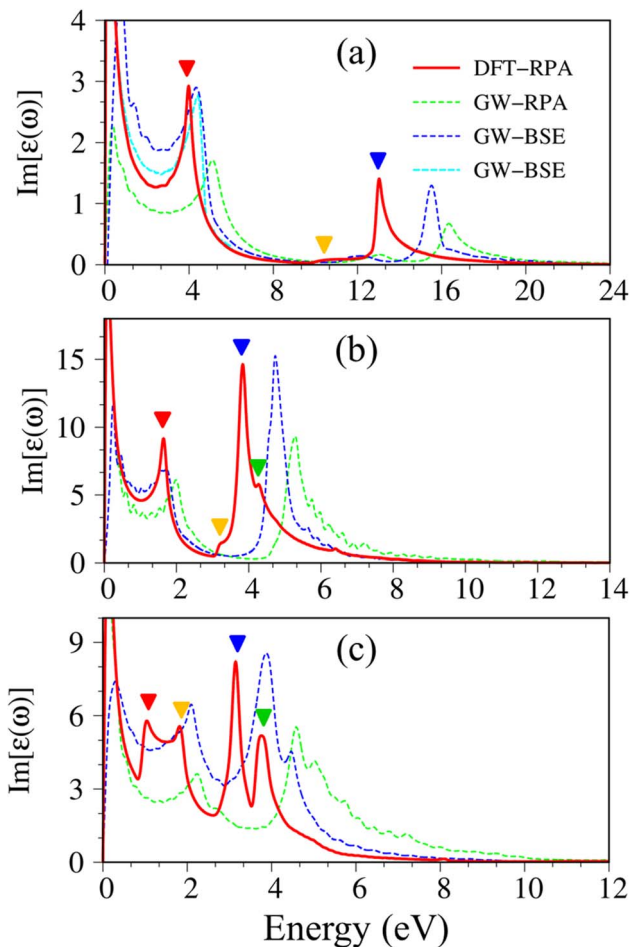 (a)
DFT−RPA
GW−RPA
GW−BSE
GW−BSE
Im[ε(ω)]
4
3
2
1
0
0 4 8 12 16 20 24
(b)
Im[ε(ω)]
15
10
5
0
0 2 4 6 8 10 12 14
(c)
Im[ε(ω)]
9
6
3
0
0 2 4 6 8 10 12
Energy (eV)